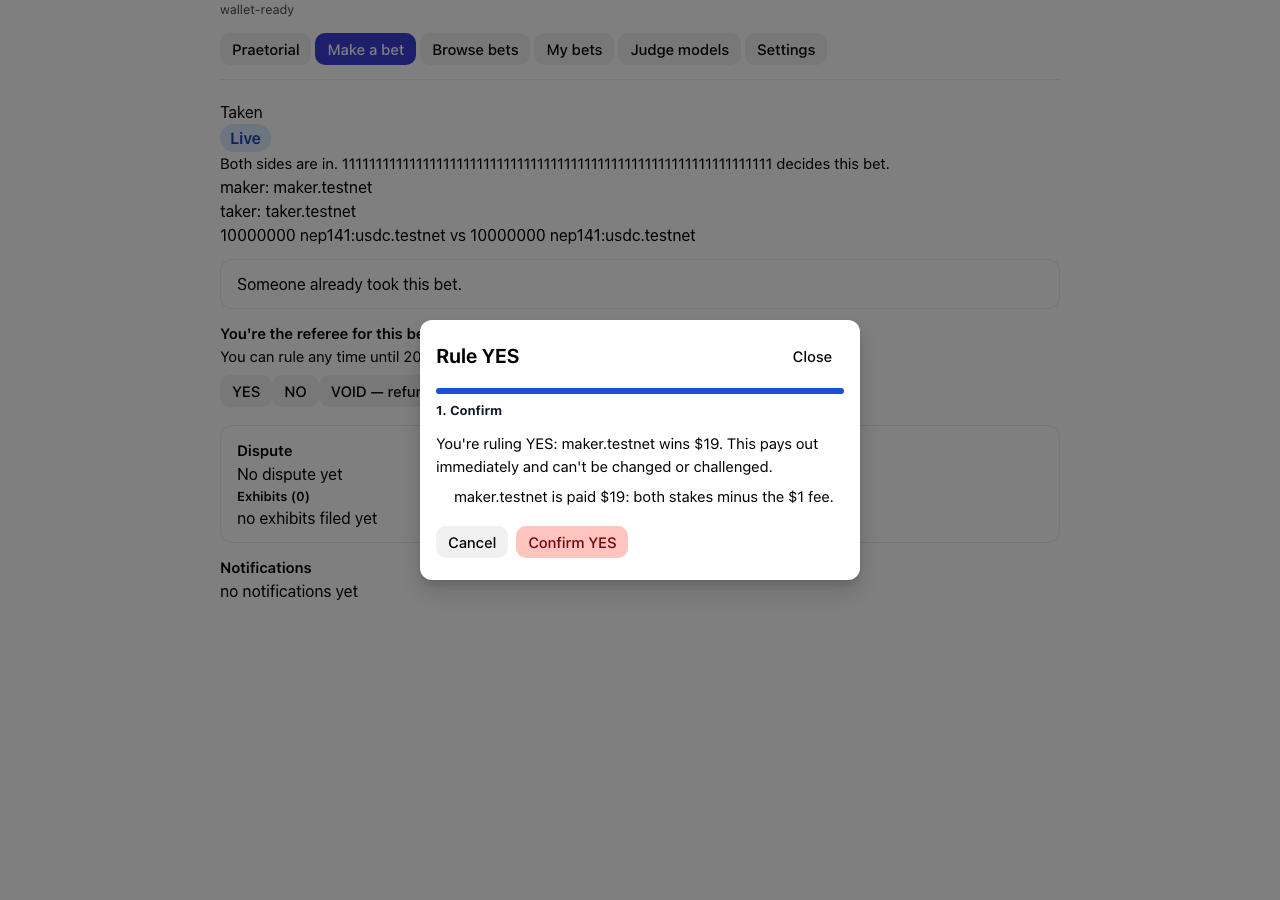 wallet-ready
Praetorial Make a bet Browse bets My bets Judge models Settings
Taken
Live
Both sides are in. 1111111111111111111111111111111111111111111111111111111111111111 decides this bet.
maker: maker.testnet
taker: taker.testnet
10000000 nep141:usdc.testnet vs 10000000 nep141:usdc.testnet
Someone already took this bet.
You're the referee for this
You can rule any time until
YES NO VOID —
Dispute
No dispute yet
Exhibits (0)
no exhibits filed yet
Notifications
no notifications yet
Rule YES
Close
1. Confirm
You're ruling YES: maker.testnet wins $19. This pays out
immediately and can't be changed or challenged.
maker.testnet is paid $19: both stakes minus the $1 fee.
Cancel Confirm YES